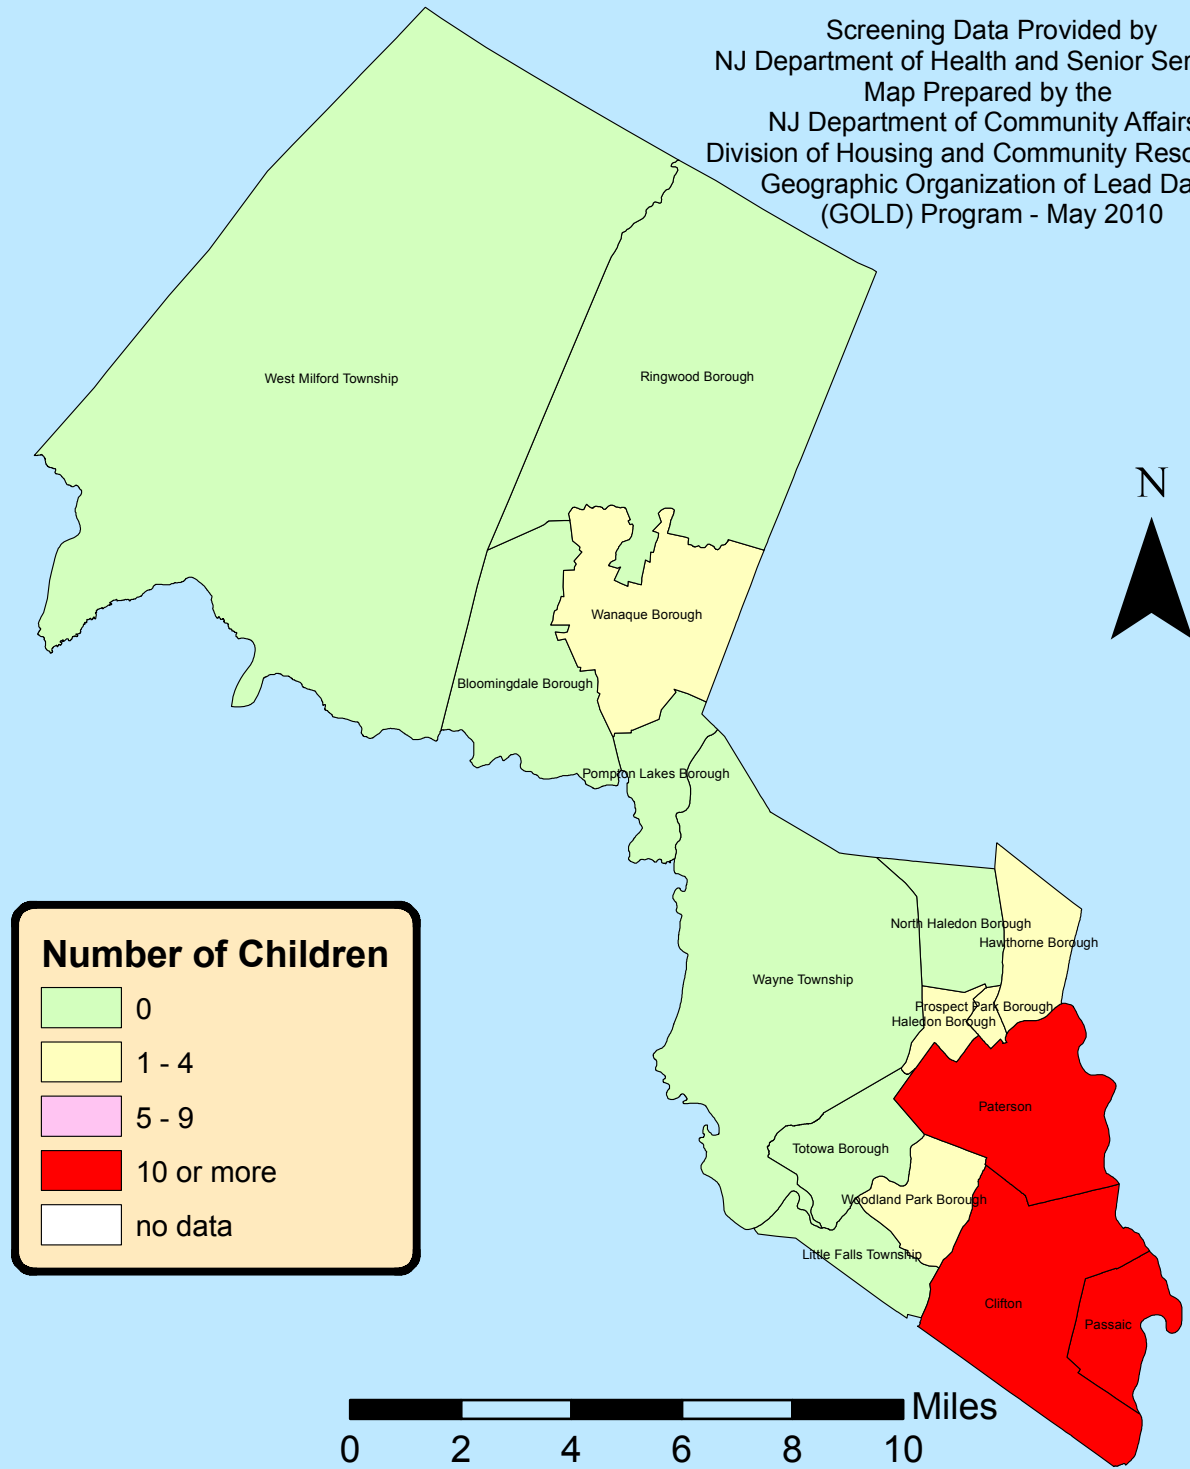 Screening Data Provided by
NJ Department of Health and Senior Ser
Map Prepared by the
NJ Department of Community Affairs
Division of Housing and Community Reso
Geographic Organization of Lead Da
(GOLD) Program - May 2010
West Milford Township
Ringwood Borough
N
Wanaque Borough
Bloomingdale Borough
Pompton Lakes Borough
North Haledon Borough
Hawthorne Borough
Wayne Township
Prospect Park Borough
Haledon Borough
Paterson
Totowa Borough
Woodland Park Borough
Little Falls Township
Clifton
Passaic
Number of Children
0
1 - 4
5 - 9
10 or more
no data
Miles
0 2 4 6 8 10